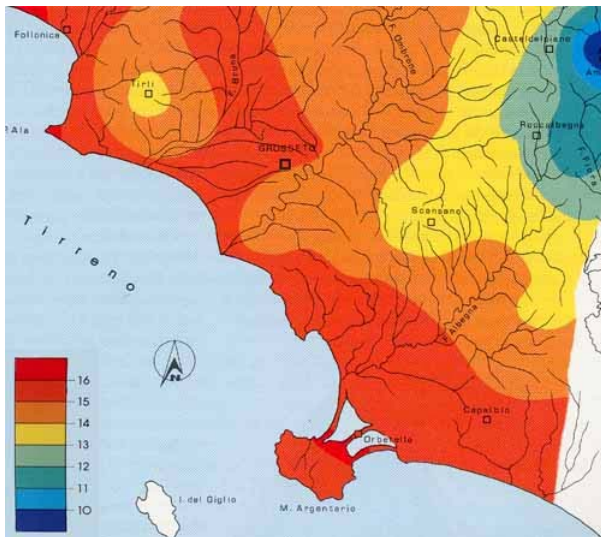 Follonica
F. Bruna
F. Ombrone
Casteldelpiano
Tirli
P. Ala
GROSSETO
Roccalbegna
F. Fiora
Scansano
Tirreno
F. Albegna
N
16
15
14
13
12
11
10
Capalbio
Orbetello
I. del Giglio
M. Argentario